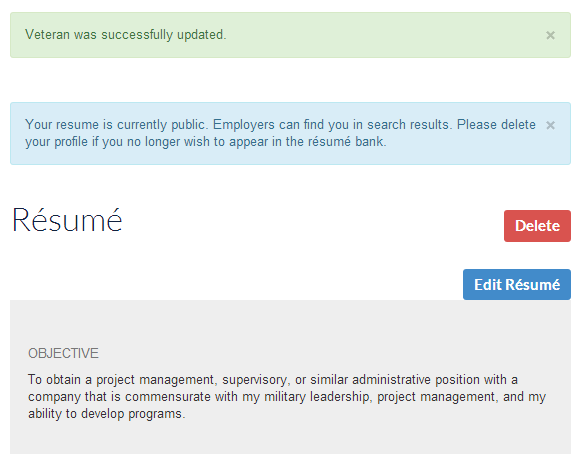 Veteran was successfully updated. ×
Your resume is currently public. Employers can find you in search results. Please delete ×
your profile if you no longer wish to appear in the résumé bank.
Résumé
Delete
Edit Résumé
OBJECTIVE
To obtain a project management, supervisory, or similar administrative position with a
company that is commensurate with my military leadership, project management, and my
ability to develop programs.